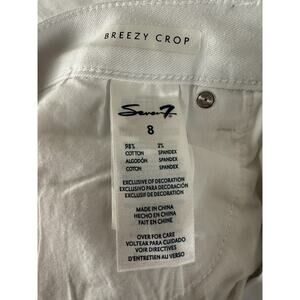 BREEZY CROP
Seven7
8
98% 2%
COTTON SPANDEX
ALGODÓN SPANDEX
COTON SPANDEX
EXCLUSIVE OF DECORATION
EXCLUSIVO PARA DECORACIÓN
EXCLUSIF DE DECORATION
MADE IN CHINA
HECHO EN CHINA
FAIT EN CHINE
OVER FOR CARE
VOLTEAR PARA CUIDADO
VOIR DIRECTIVES
D'ENTRETIEN AU VERSO